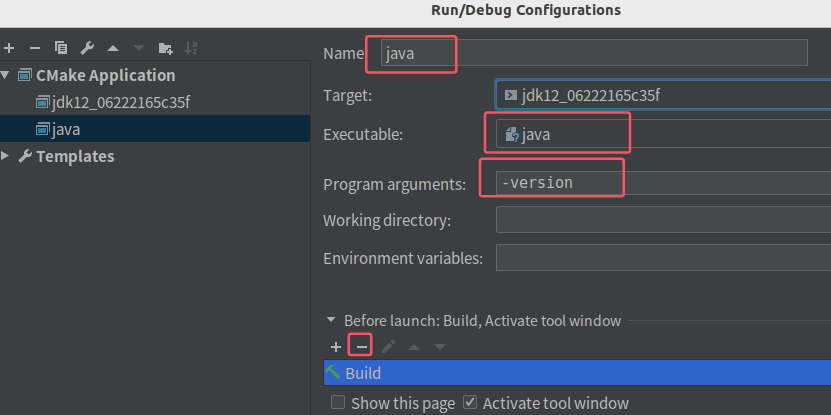 Run/Debug Configurations
Name: java
CMake Application
jdk12_06222165c35f
java
Templates
Target: jdk12_06222165c35f
Executable: java
Program arguments: -version
Working directory:
Environment variables:
Before launch: Build, Activate tool window
Build
Show this page Activate tool window